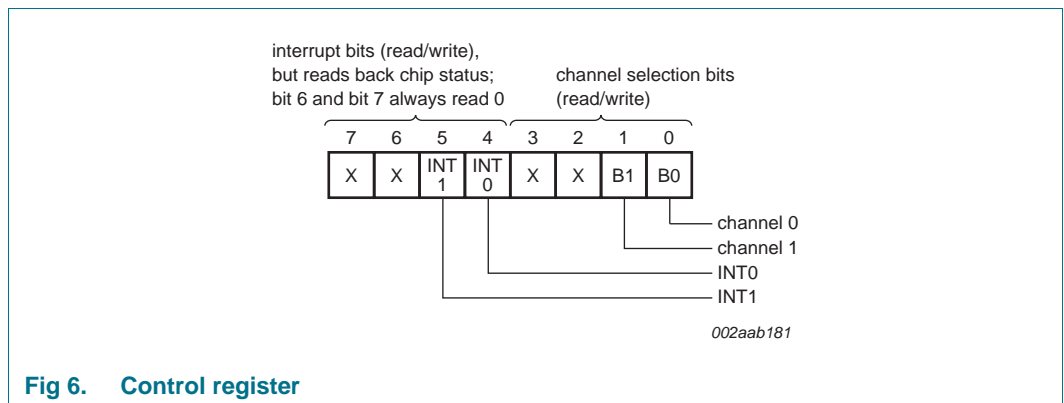 interrupt bits (read/write),
but reads back chip status;
bit 6 and bit 7 always read 0
channel selection bits
(read/write)
7 6 5 4 3 2 1 0
X X INT 1 INT 0 X X B1 B0
channel 0
channel 1
INT0
INT1
002aab181
Fig 6. Control register